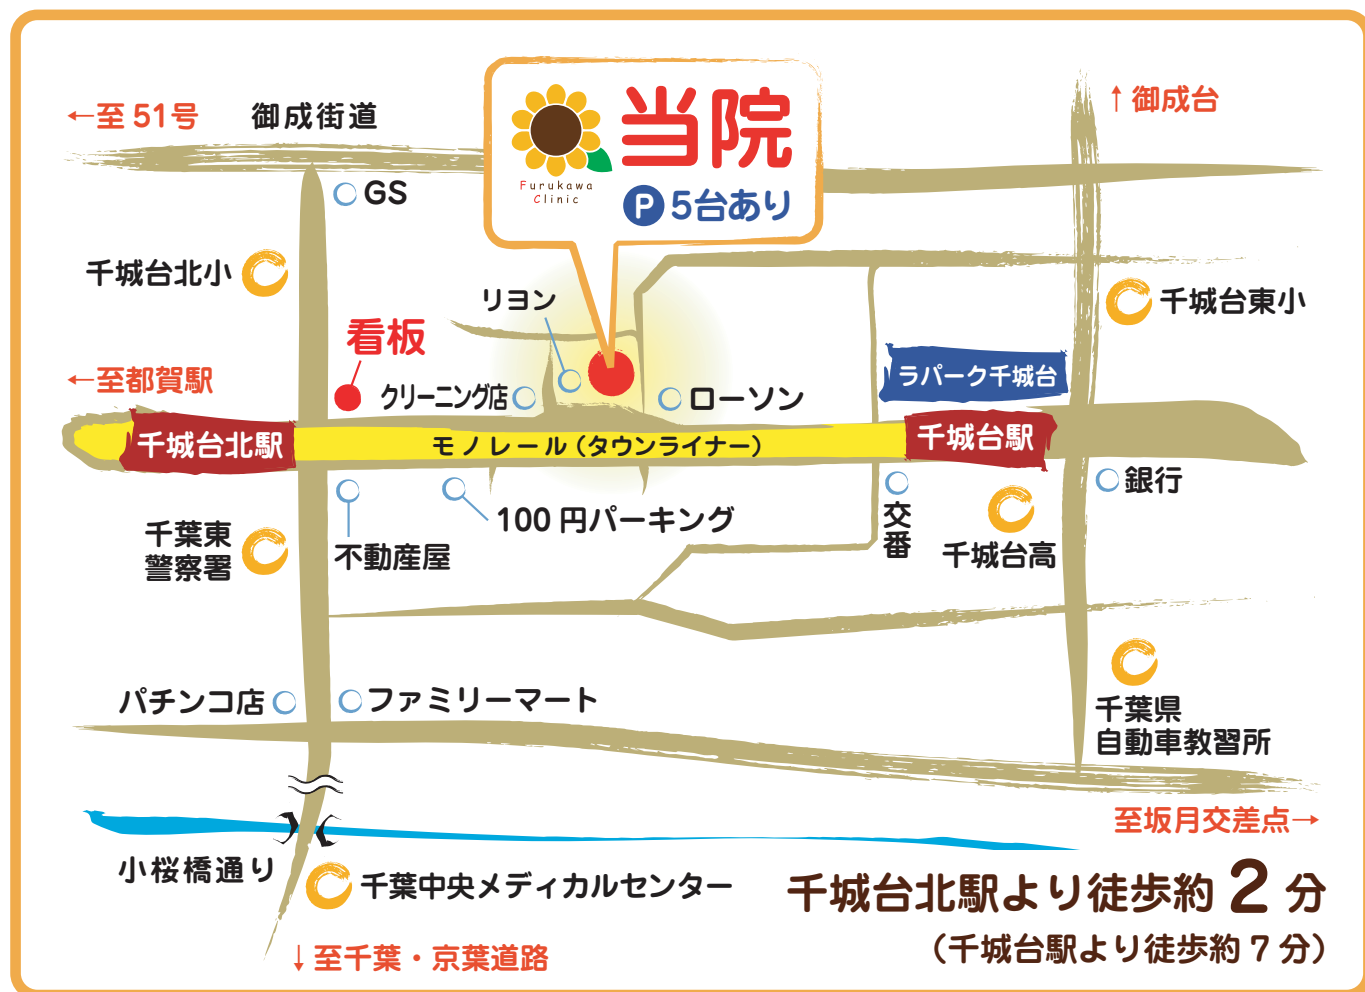 ←至 51号
御成街道
Furukawa
Clinic
当院
P 5台あり
↑御成台
GS
千城台北小
リヨン
千城台東小
看板
←至都賀駅
クリーニング店
ローソン
ラパーク千城台
千城台北駅
モノレール（タウンライナー）
千城台駅
銀行
100 円パーキング
交
番
千葉東
警察署
不動産屋
千城台高
パチンコ店
ファミリーマート
千葉県
自動車教習所
至坂月交差点→
小桜橋通り
千葉中央メディカルセンター
千城台北駅より徒歩約 2 分
（千城台駅より徒歩約 7 分）
↓至千葉・京葉道路